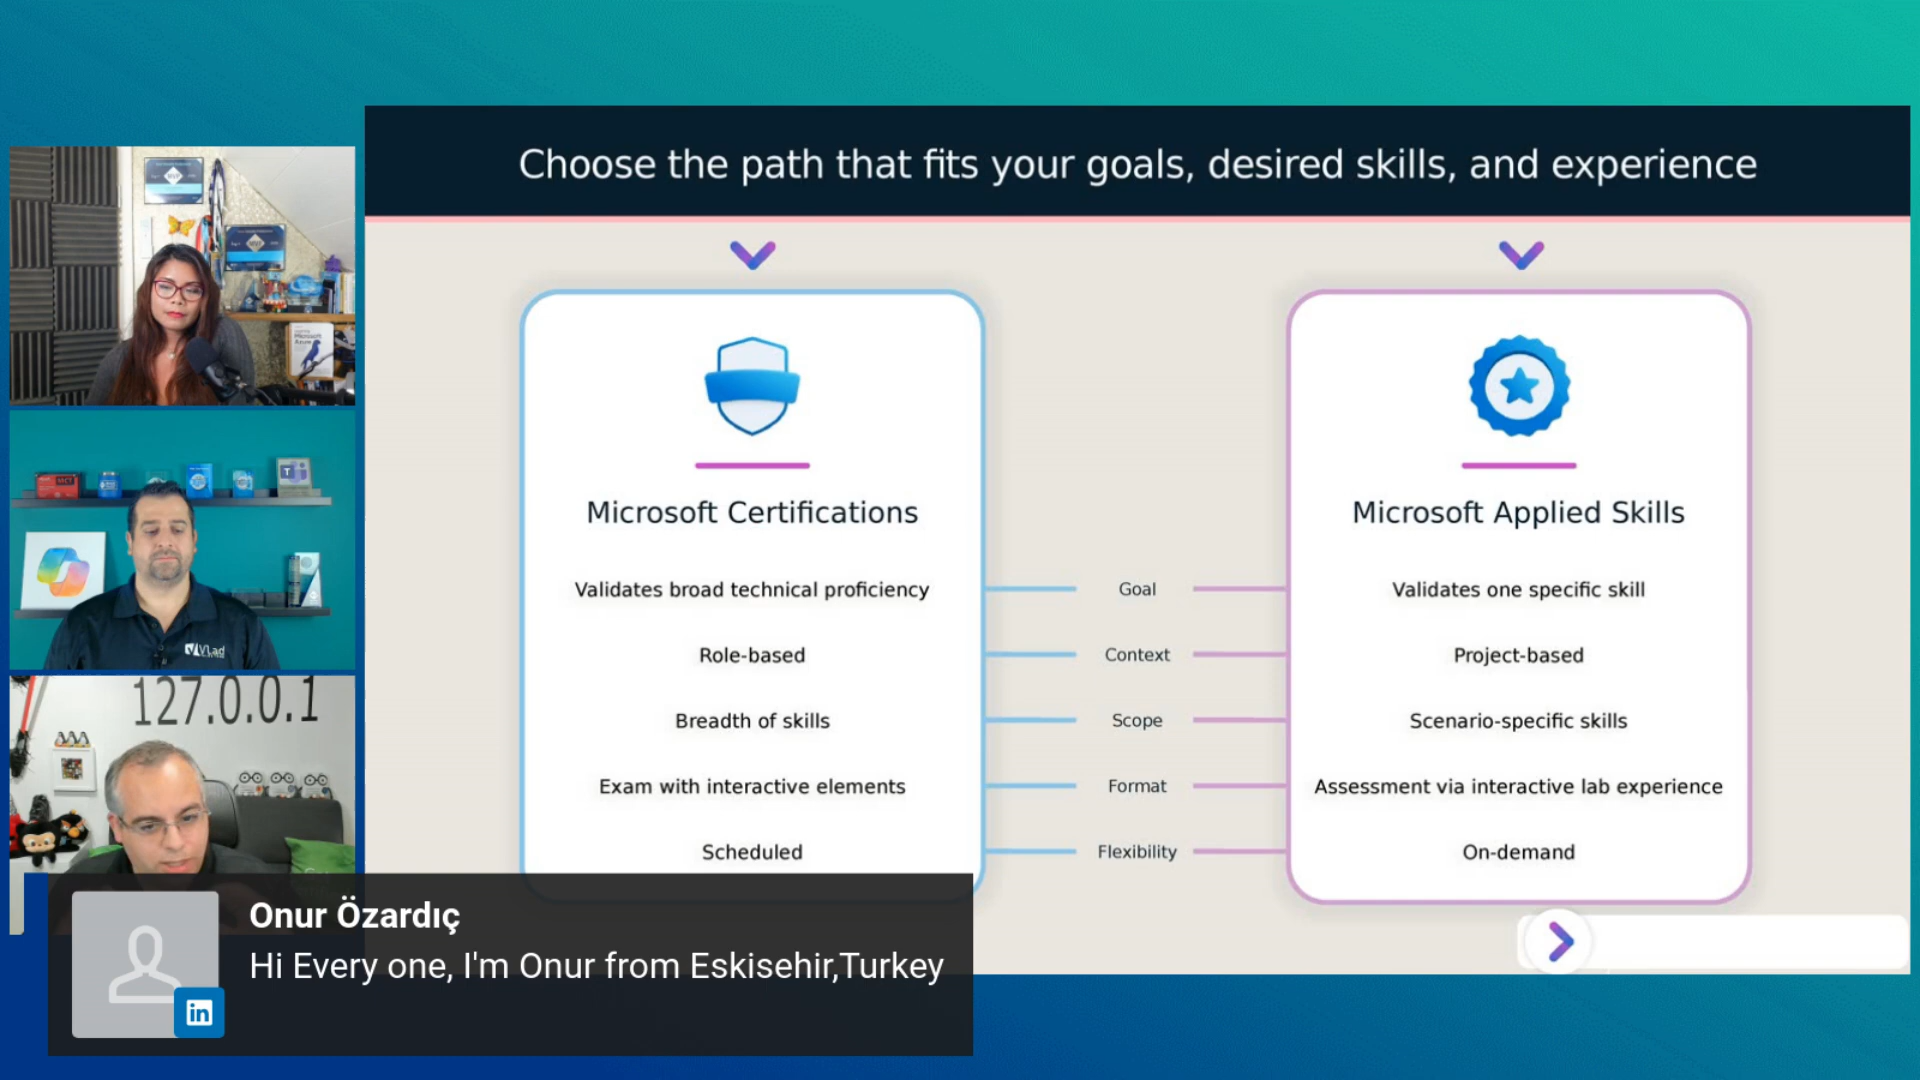 Choose the path that fits your goals, desired skills, and experience
Microsoft Certifications
Microsoft Applied Skills
Validates broad technical proficiency
Goal
Validates one specific skill
Role-based
Context
Project-based
Breadth of skills
Scope
Scenario-specific skills
Exam with interactive elements
Format
Assessment via interactive lab experience
Scheduled
Flexibility
On-demand
MCT
Vlad
127.0.0.1
Onur Özardıç
Hi Every one, I'm Onur from Eskisehir,Turkey
in